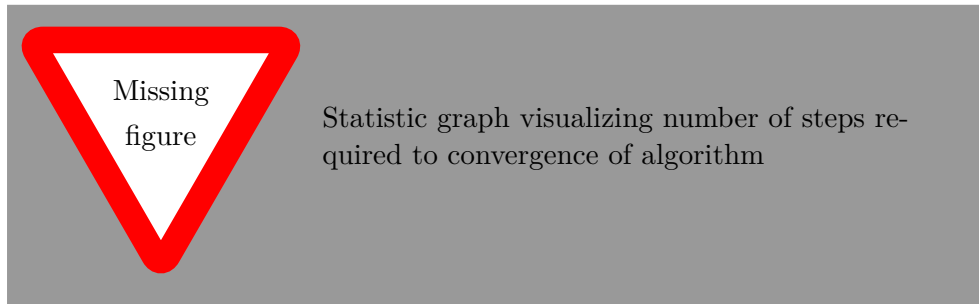 Missing
figure
Statistic graph visualizing number of steps re-
quired to convergence of algorithm